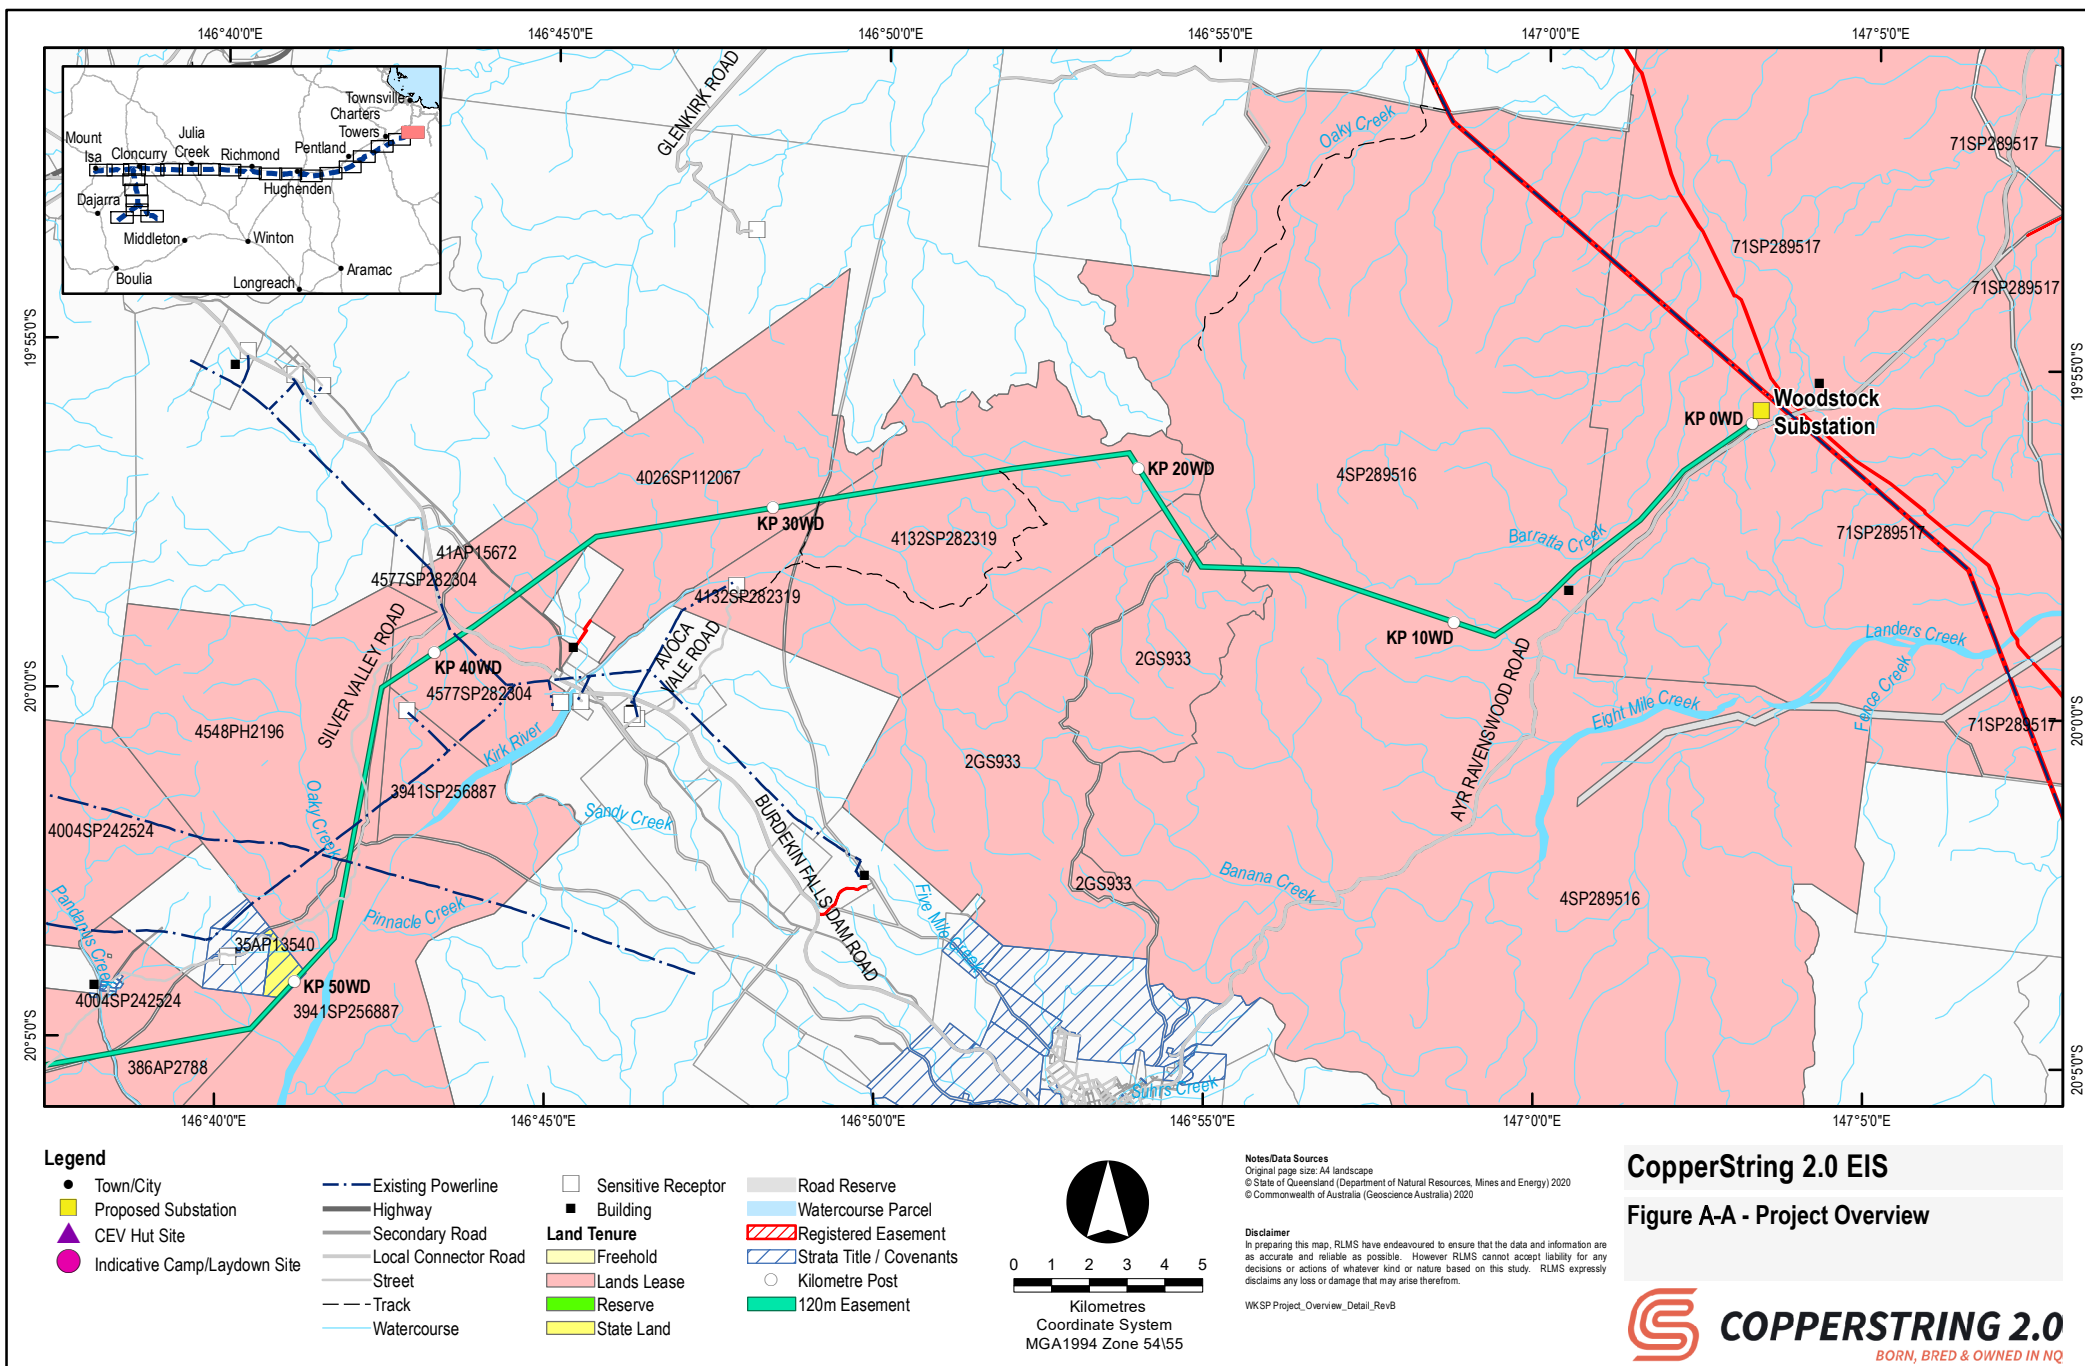 146°40'0"E
146°45'0"E
146°50'0"E
146°55'0"E
147°0'0"E
147°5'0"E
19°55'0"S
20°0'0"S
20°5'0"S
19°55'0"S
20°0'0"S
20°5'0"S
Townsville
Charters
Towers
Mount
Isa
Cloncurry
Julia
Creek
Richmond
Pentland
Hughenden
Dajarra
Middleton
Winton
Boulia
Longreach
Aramac
GLENKIRK ROAD
Oaky Creek
71SP289517
71SP289517
71SP289517
Woodstock
Substation
KP 0WD
4026SP112067
KP 20WD
4SP289516
KP 30WD
4132SP282319
Barratta Creek
71SP289517
41AP15672
4577SP282304
4132SP282319
SILVER VALLEY ROAD
AVOCA
VALE ROAD
KP 10WD
Landers Creek
KP 40WD
2GS933
4577SP282304
AYR RAVENSWOOD ROAD
Eight Mile Creek
Fence Creek
4548PH2196
Kirk River
71SP289517
2GS933
Oaky Creek
3941SP256887
Sandy Creek
BURDEKIN FALLS DAM ROAD
4004SP242524
Five Mile Creek
2GS933
Banana Creek
4SP289516
Pandanus Creek
Pinnacle Creek
35AP13540
KP 50WD
4004SP242524
3941SP256887
386AP2788
Suhrs Creek
146°40'0"E
146°45'0"E
146°50'0"E
146°55'0"E
147°0'0"E
147°5'0"E
Legend
Town/City
Proposed Substation
CEV Hut Site
Indicative Camp/Laydown Site
Existing Powerline
Highway
Secondary Road
Local Connector Road
Street
Track
Watercourse
Sensitive Receptor
Building
Land Tenure
Freehold
Lands Lease
Reserve
State Land
Road Reserve
Watercourse Parcel
Registered Easement
Strata Title / Covenants
Kilometre Post
120m Easement
0 1 2 3 4 5
Kilometres
Coordinate System
MGA1994 Zone 54\55
Notes/Data Sources
Original page size: A4 landscape
© State of Queensland (Department of Natural Resources, Mines and Energy) 2020
© Commonwealth of Australia (Geoscience Australia) 2020
Disclaimer
In preparing this map, RLMS have endeavoured to ensure that the data and information are
as accurate and reliable as possible. However RLMS cannot accept liability for any
decisions or actions of whatever kind or nature based on this study. RLMS expressly
disclaims any loss or damage that may arise therefrom.
WKSP Project_Overview_Detail_RevB
CopperString 2.0 EIS
Figure A-A - Project Overview
COPPERSTRING 2.0
BORN, BRED & OWNED IN NQ